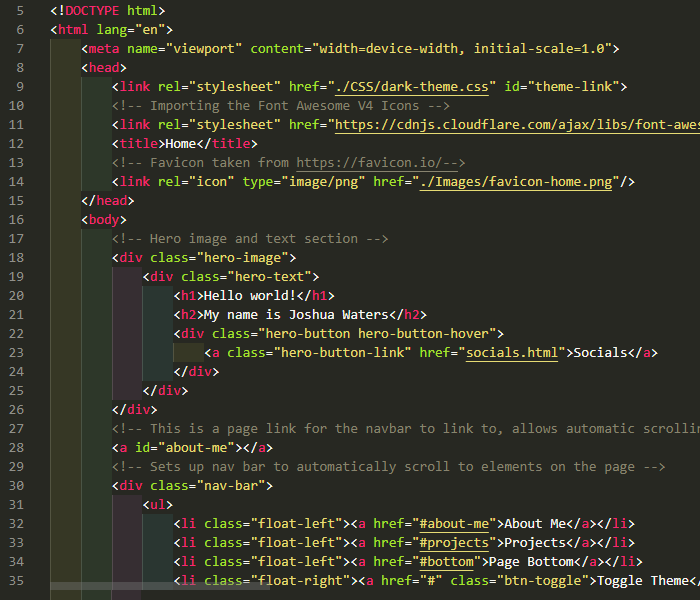 5 <!DOCTYPE html>
6 <html lang="en">
7 <meta name="viewport" content="width=device-width, initial-scale=1.0">
8 <head>
9 <link rel="stylesheet" href="./CSS/dark-theme.css" id="theme-link">
10 <!-- Importing the Font Awesome V4 Icons -->
11 <link rel="stylesheet" href="https://cdnjs.cloudflare.com/ajax/libs/font-awes
12 <title>Home</title>
13 <!-- Favicon taken from https://favicon.io/-->
14 <link rel="icon" type="image/png" href="./Images/favicon-home.png"/>
15 </head>
16 <body>
17 <!-- Hero image and text section -->
18 <div class="hero-image">
19 <div class="hero-text">
20 <h1>Hello world!</h1>
21 <h2>My name is Joshua Waters</h2>
22 <div class="hero-button hero-button-hover">
23 <a class="hero-button-link" href="socials.html">Socials</a>
24 </div>
25 </div>
26 </div>
27 <!-- This is a page link for the navbar to link to, allows automatic scrollin
28 <a id="about-me"></a>
29 <!-- Sets up nav bar to automatically scroll to elements on the page -->
30 <div class="nav-bar">
31 <ul>
32 <li class="float-left"><a href="#about-me">About Me</a></li>
33 <li class="float-left"><a href="#projects">Projects</a></li>
34 <li class="float-left"><a href="#bottom">Page Bottom</a></li>
35 <li class="float-right"><a href="#" class="btn-toggle">Toggle Theme</